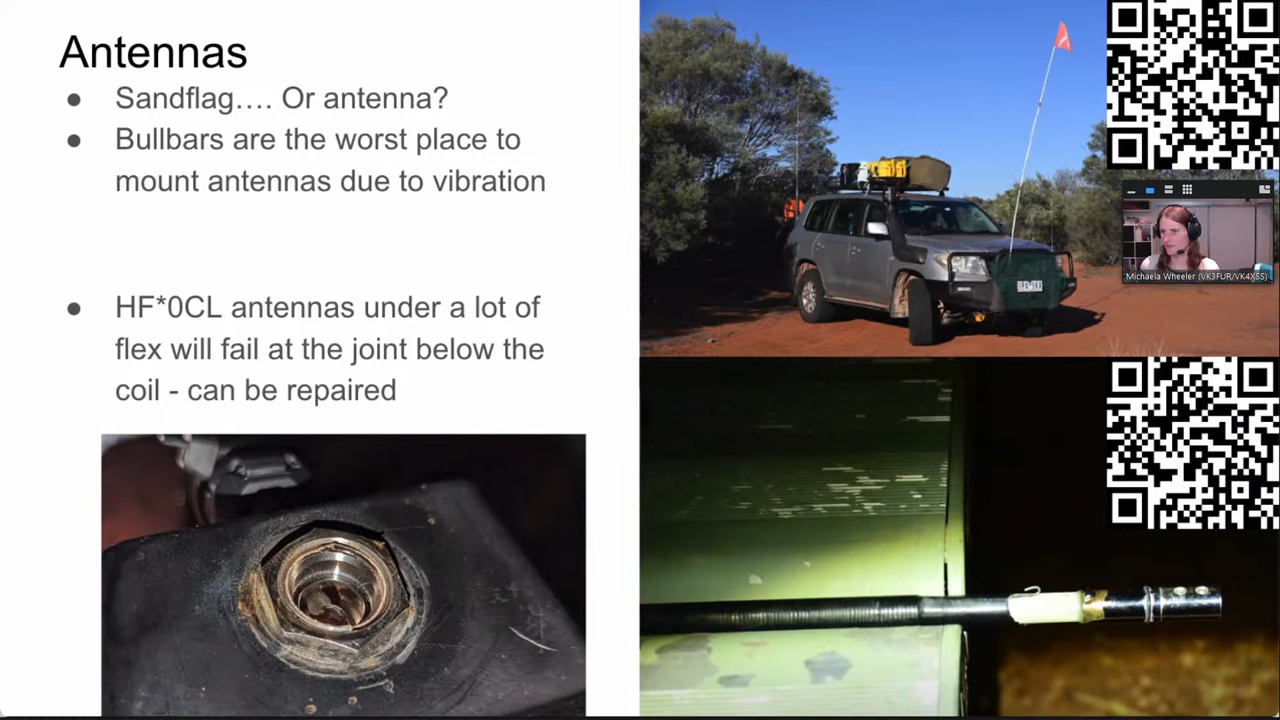 Antennas
● Sandflag…. Or antenna?
● Bullbars are the worst place to
mount antennas due to vibration
● HF*0CL antennas under a lot of
flex will fail at the joint below the
coil - can be repaired
Michaela Wheeler (VK3FUR/VK4XSS)